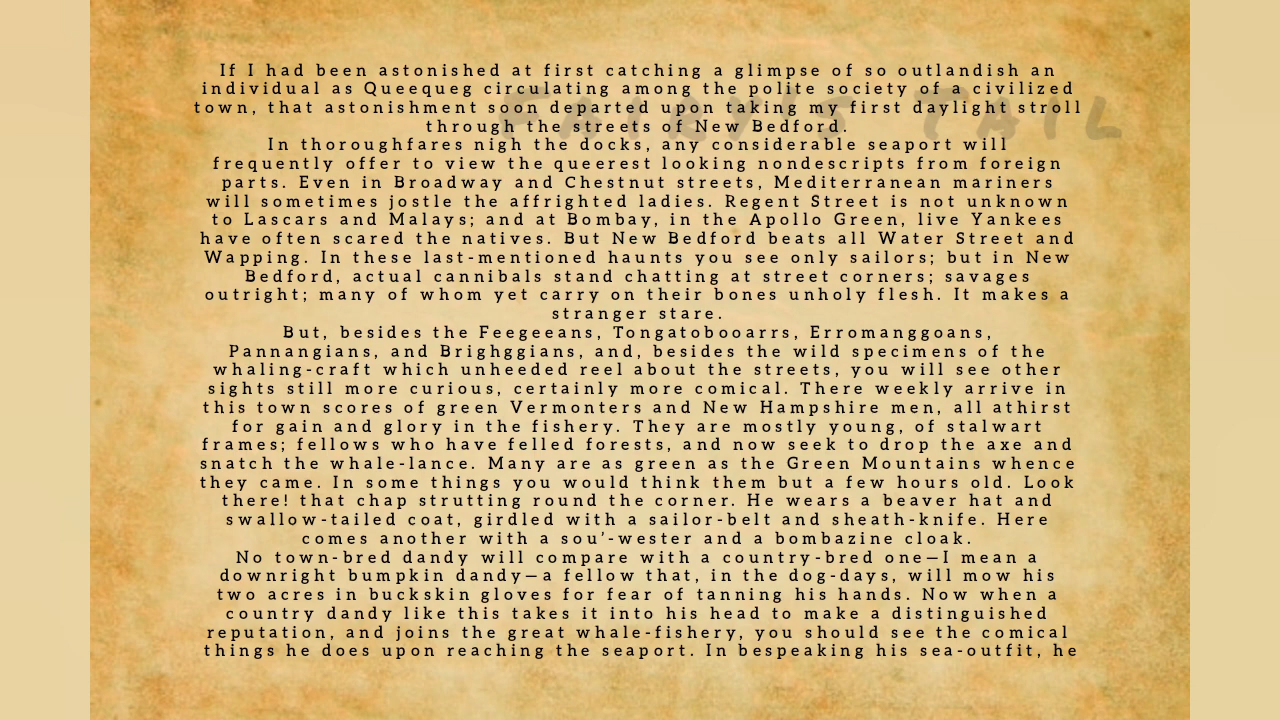 FAIRY'S TAIL
If I had been astonished at first catching a glimpse of so outlandish an
individual as Queequeg circulating among the polite society of a civilized
town, that astonishment soon departed upon taking my first daylight stroll
through the streets of New Bedford.
In thoroughfares nigh the docks, any considerable seaport will
frequently offer to view the queerest looking nondescripts from foreign
parts. Even in Broadway and Chestnut streets, Mediterranean mariners
will sometimes jostle the affrighted ladies. Regent Street is not unknown
to Lascars and Malays; and at Bombay, in the Apollo Green, live Yankees
have often scared the natives. But New Bedford beats all Water Street and
Wapping. In these last-mentioned haunts you see only sailors; but in New
Bedford, actual cannibals stand chatting at street corners; savages
outright; many of whom yet carry on their bones unholy flesh. It makes a
stranger stare.
But, besides the Feegeeans, Tongatobooarrs, Erromanggoans,
Pannangians, and Brighggians, and, besides the wild specimens of the
whaling-craft which unheeded reel about the streets, you will see other
sights still more curious, certainly more comical. There weekly arrive in
this town scores of green Vermonters and New Hampshire men, all athirst
for gain and glory in the fishery. They are mostly young, of stalwart
frames; fellows who have felled forests, and now seek to drop the axe and
snatch the whale-lance. Many are as green as the Green Mountains whence
they came. In some things you would think them but a few hours old. Look
there! that chap strutting round the corner. He wears a beaver hat and
swallow-tailed coat, girdled with a sailor-belt and sheath-knife. Here
comes another with a sou'-wester and a bombazine cloak.
No town-bred dandy will compare with a country-bred one—I mean a
downright bumpkin dandy—a fellow that, in the dog-days, will mow his
two acres in buckskin gloves for fear of tanning his hands. Now when a
country dandy like this takes it into his head to make a distinguished
reputation, and joins the great whale-fishery, you should see the comical
things he does upon reaching the seaport. In bespeaking his sea-outfit, he